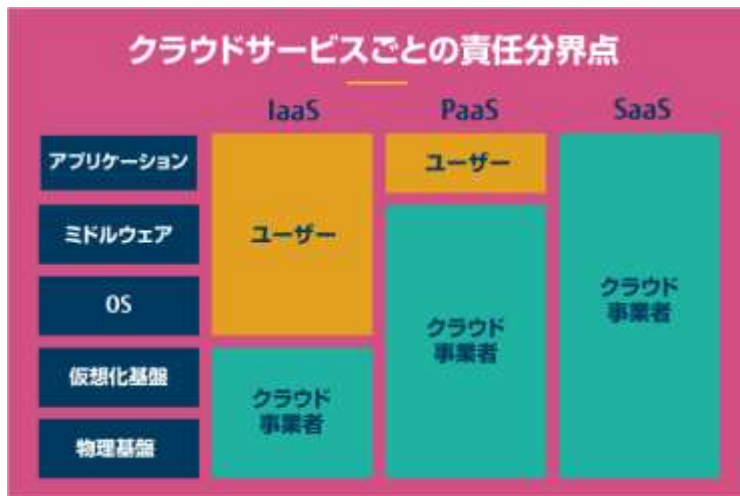 クラウドサービスごとの責任分界点
IaaS PaaS SaaS
アプリケーション
ミドルウェア
OS
仮想化基盤
物理基盤
ユーザー
クラウド
事業者
ユーザー
クラウド
事業者
クラウド
事業者